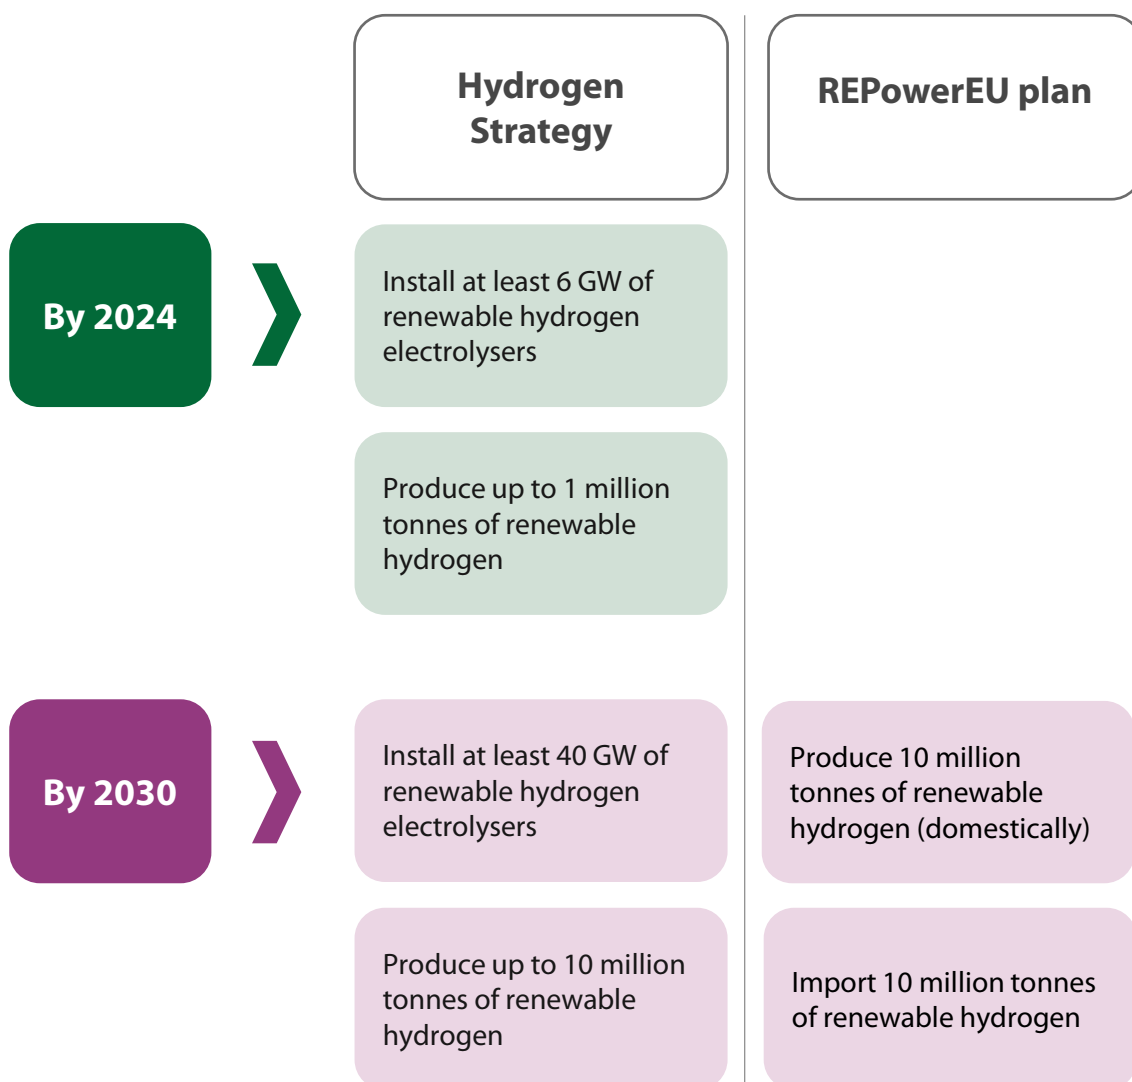 Hydrogen
Strategy
REPowerEU plan
By 2024
Install at least 6 GW of
renewable hydrogen
electrolysers
Produce up to 1 million
tonnes of renewable
hydrogen
By 2030
Install at least 40 GW of
renewable hydrogen
electrolysers
Produce 10 million
tonnes of renewable
hydrogen (domestically)
Produce up to 10 million
tonnes of renewable
hydrogen
Import 10 million tonnes
of renewable hydrogen